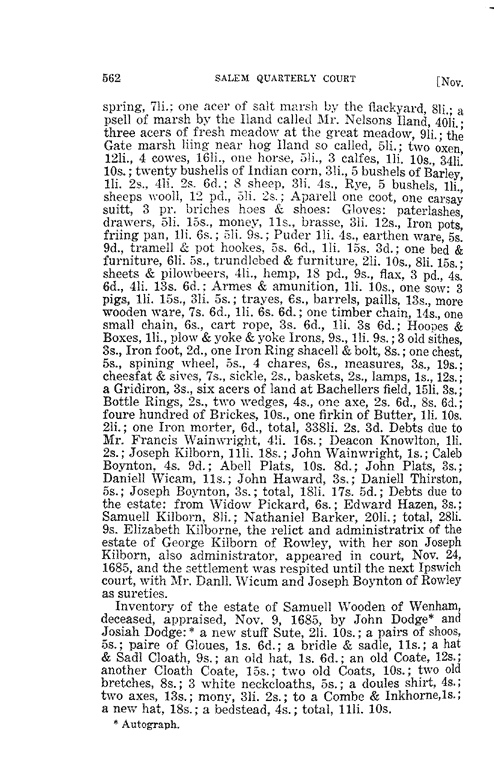 562 SALEM QUARTERLY COURT [Nov.
spring, 7li.; one acer of salt marsh by the flackyard, 8li.; a
psell of marsh by the Iland called Mr. Nelsons Iland, 40li.;
three acers of fresh meadow at the great meadow, 9li.; the
Gate marsh liing near hog Iland so called, 5li.; two oxen,
12li., 4 cowes, 16li., one horse, 5li., 3 calfes, 1li. 10s., 34li.
10s.; twenty bushells of Indian corn, 3li., 5 bushels of Barley,
1li. 2s., 4li. 2s. 6d.; 8 sheep, 3li. 4s., Rye, 5 bushels, 1li.,
sheeps wooll, 12 pd., 5li. 2s.; Aparell one coot, one carsay
suitt, 3 pr. briches hoes & shoes: Gloves: paterlashes,
drawers, 5li. 15s., money, 11s., brasse, 3li. 12s., Iron pots,
friing pan, 1li. 6s.; 5li. 9s.; Puder 1li. 4s., earthen ware, 5s.
9d., tramell & pot hookes, 5s. 6d., 1li. 15s. 3d.; one bed &
furniture, 6li. 5s., trundlebed & furniture, 2li. 10s., 8li. 15s.;
sheets & pilowbeers, 4li., hemp, 18 pd., 9s., flax, 3 pd., 4s.
6d., 4li. 13s. 6d.; Armes & amunition, 1li. 10s., one sow: 3
pigs, 1li. 15s., 3li. 5s.; trayes, 6s., barrels, paills, 13s., more
wooden ware, 7s. 6d., 1li. 6s. 6d.; one timber chain, 14s., one
small chain, 6s., cart rope, 3s. 6d., 1li. 3s 6d.; Hoopes &
Boxes, 1li., plow & yoke & yoke Irons, 9s., 1li. 9s.; 3 old sithes,
3s., Iron foot, 2d., one Iron Ring shacell & bolt, 8s.; one chest,
5s., spining wheel, 5s., 4 chares, 6s., measures, 3s., 19s.;
cheesfat & sives, 7s., sickle, 2s., baskets, 2s., lamps, 1s., 12s.;
a Gridiron, 3s., six acers of land at Bachellers field, 15li. 3s.;
Bottle Rings, 2s., two wedges, 4s., one axe, 2s. 6d., 8s. 6d.;
foure hundred of Brickes, 10s., one firkin of Butter, 1li. 10s.
2li.; one Iron morter, 6d., total, 338li. 2s. 3d. Debts due to
Mr. Francis Wainwright, 4li. 16s.; Deacon Knowlton, 1li.
2s.; Joseph Kilborn, 11li. 18s.; John Wainwright, 1s.; Caleb
Boynton, 4s. 9d.; Abell Plats, 10s. 8d.; John Plats, 3s.;
Daniell Wicam, 11s.; John Haward, 3s.; Daniell Thirston,
5s.; Joseph Boynton, 3s.; total, 18li. 17s. 5d.; Debts due to
the estate: from Widow Pickard, 6s.; Edward Hazen, 3s.;
Samuell Kilborn, 8li.; Nathaniel Barker, 20li.; total, 28li.
9s. Elizabeth Kilborne, the relict and administratrix of the
estate of George Kilborn of Rowley, with her son Joseph
Kilborn, also administrator, appeared in court, Nov. 24,
1685, and the settlement was respited until the next Ipswich
court, with Mr. Danll. Wicum and Joseph Boynton of Rowley
as sureties.
Inventory of the estate of Samuell Wooden of Wenham,
deceased, appraised, Nov. 9, 1685, by John Dodge* and
Josiah Dodge:* a new stuff Sute, 2li. 10s.; a pairs of shoos,
5s.; paire of Gloues, 1s. 6d.; a bridle & sadle, 11s.; a hat
& Sadl Cloath, 9s.; an old hat, 1s. 6d.; an old Coate, 12s.;
another Cloath Coate, 15s.; two old Coats, 10s.; two old
bretches, 8s.; 3 white neckcloaths, 5s.; a doules shirt, 4s.;
two axes, 13s.; mony, 3li. 2s.; to a Combe & Inkhorne, 1s.;
a new hat, 18s.; a bedstead, 4s.; total, 11li. 10s.
* Autograph.